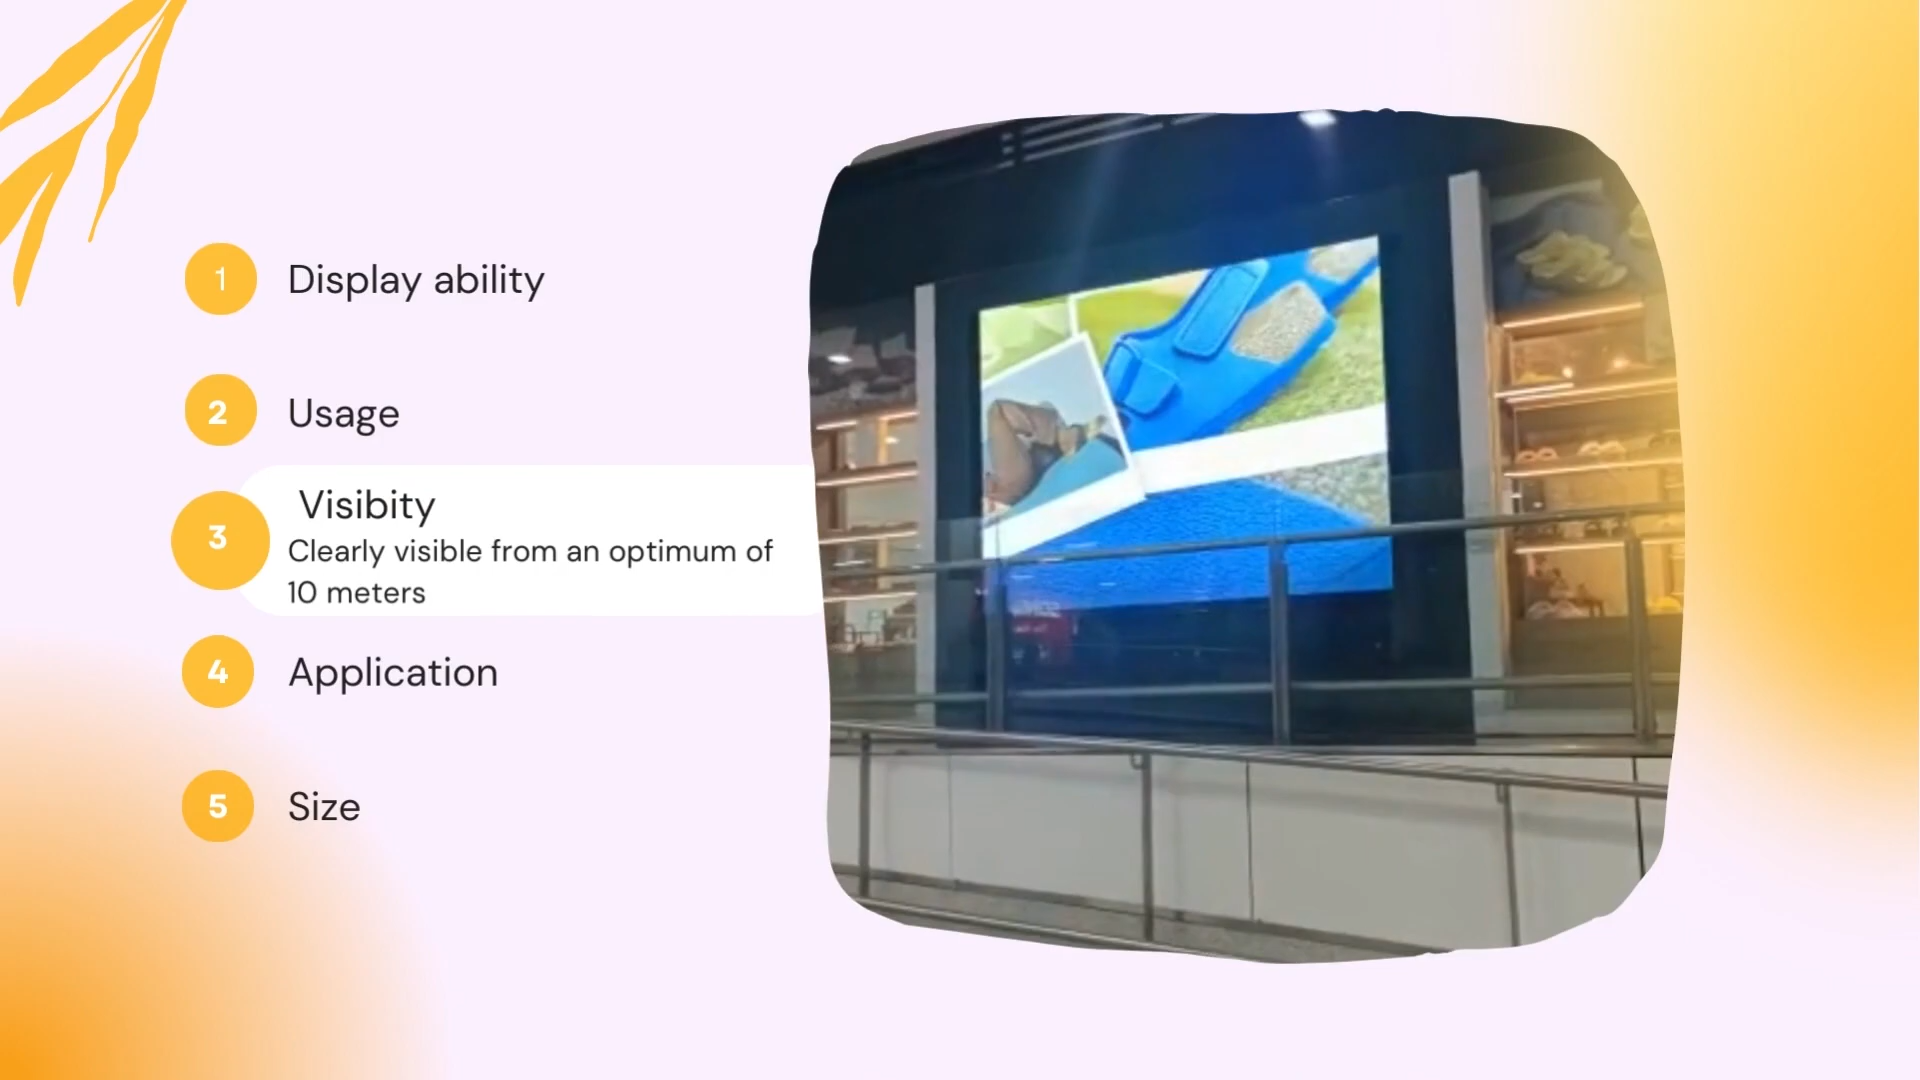 1 Display ability
2 Usage
3 Visibity
Clearly visible from an optimum of
10 meters
4 Application
5 Size